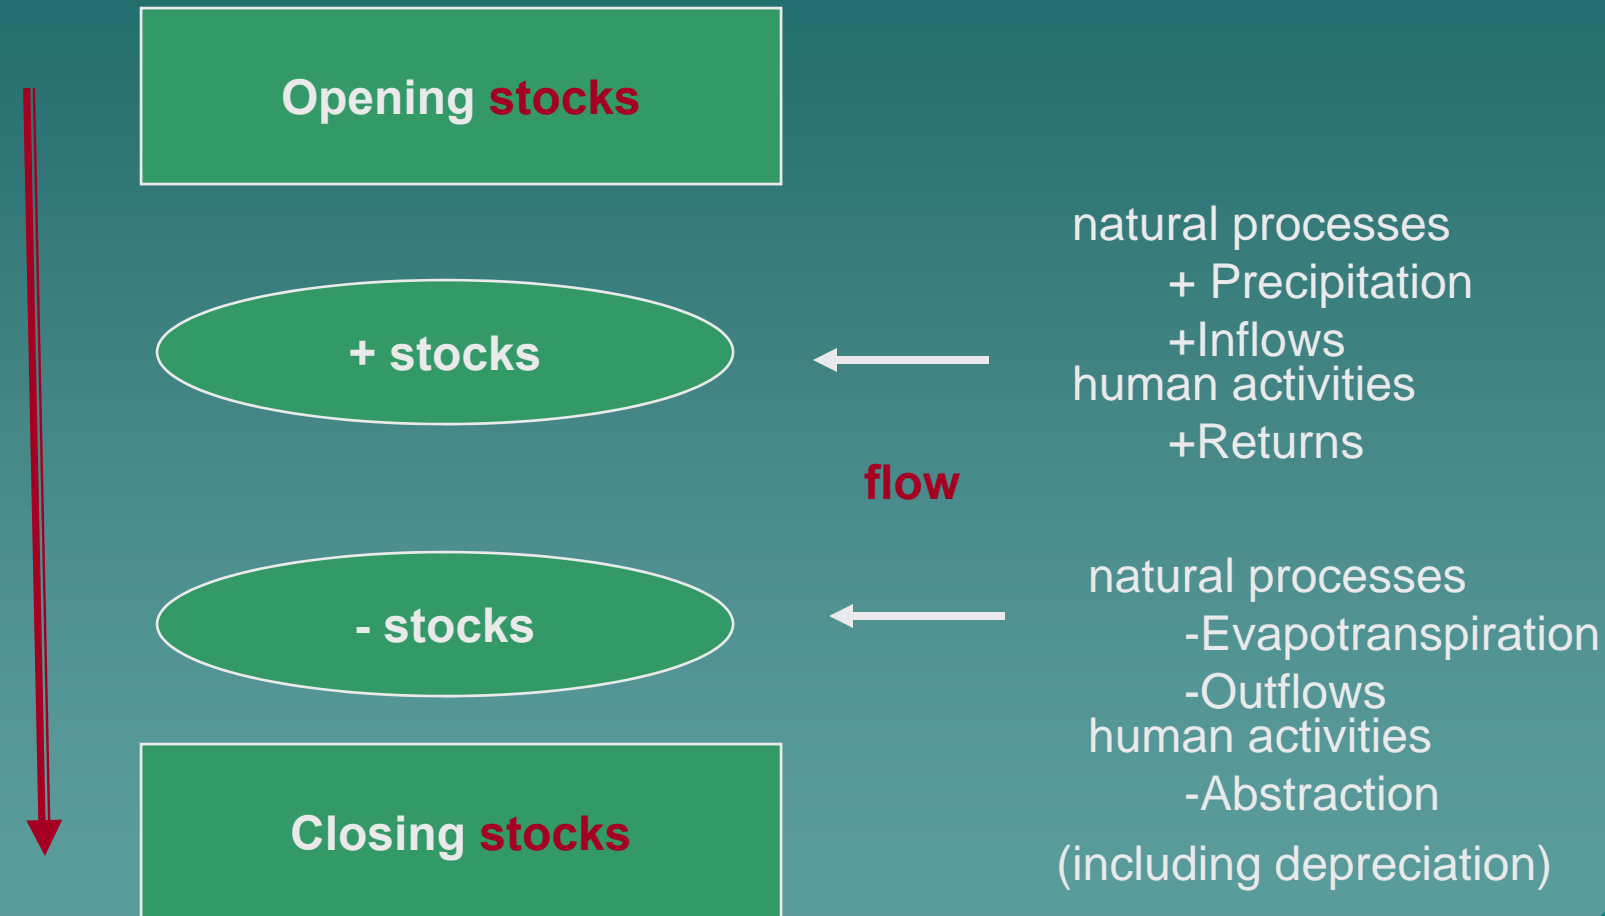 Opening stocks
+ stocks
natural processes
+ Precipitation
+Inflows
human activities
+Returns
flow
- stocks
natural processes
-Evapotranspiration
-Outflows
human activities
-Abstraction
(including depreciation)
Closing stocks